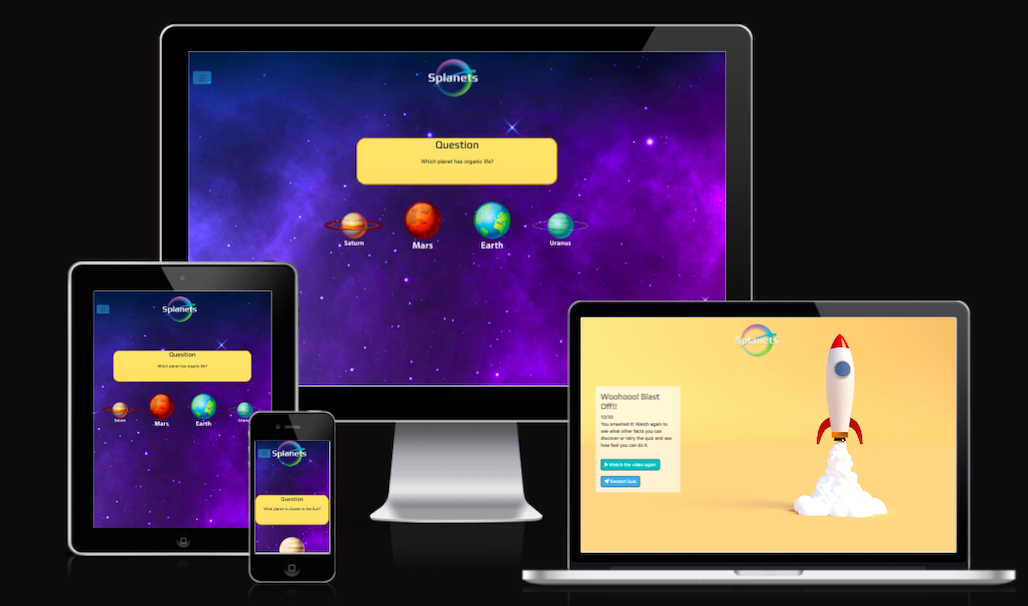 Splanets
Question
Which planet has organic life?
Saturn
Mars
Earth
Uranus
Splanets
Question
Which planet has organic life?
Saturn
Mars
Earth
Uranus
Splanets
Question
What planet is closest to the Sun?
Splanets
Woohooo! Blast
Off!!
10/10!
You smashed it! Watch again to
see what other facts you can
discover or retry the quiz and see
how fast you can do it.
Watch the video again
Restart Quiz